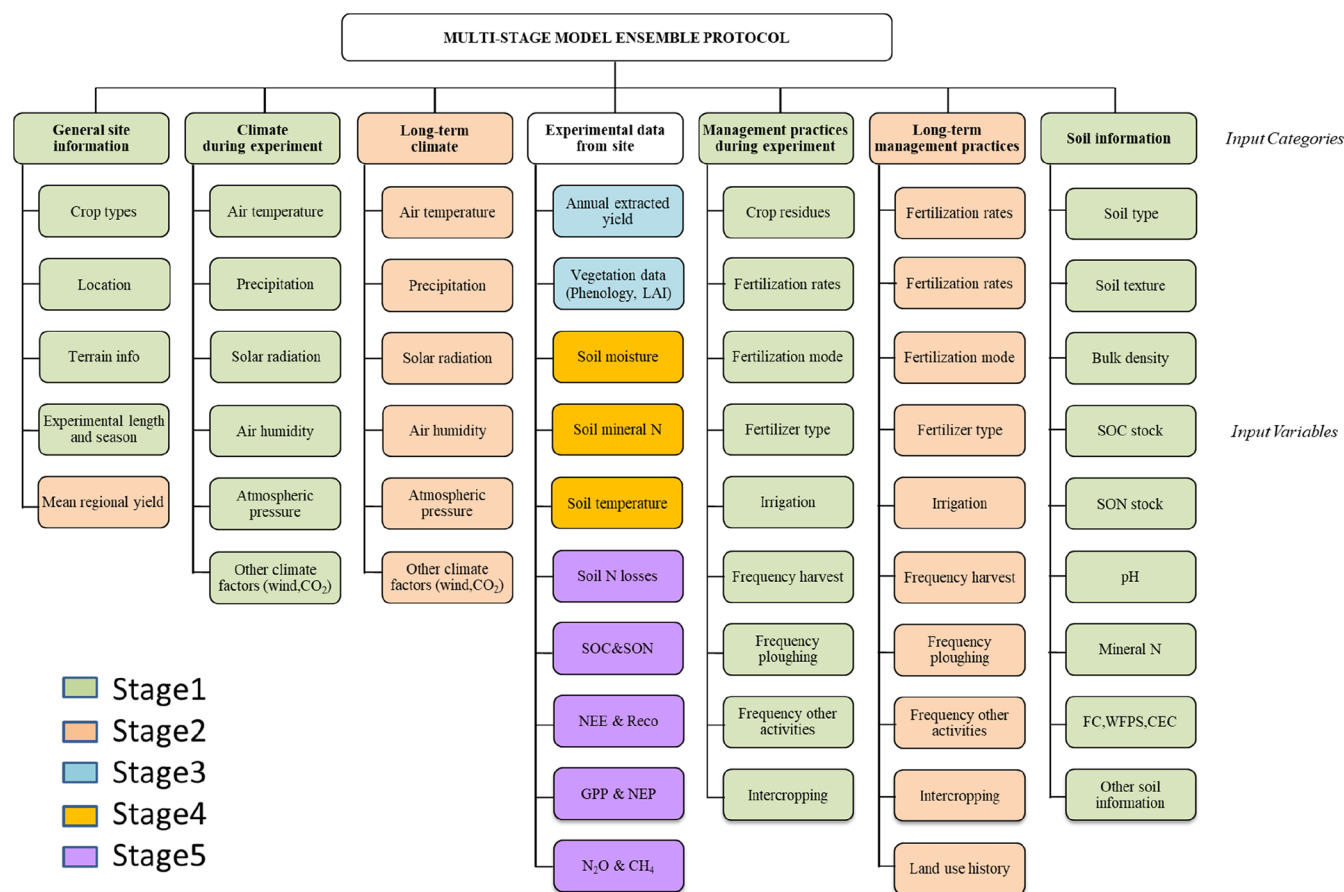 MULTI-STAGE MODEL ENSEMBLE PROTOCOL
General site
information
Climate
during experiment
Long-term
climate
Experimental data
from site
Management practices
during experiment
Long-term
management practices
Soil information
Input Categories
Crop types
Location
Terrain info
Experimental length
and season
Mean regional yield
Air temperature
Precipitation
Solar radiation
Air humidity
Atmospheric
pressure
Other climate
factors (wind,CO₂)
Air temperature
Precipitation
Solar radiation
Air humidity
Atmospheric
pressure
Other climate
factors (wind,CO₂)
Annual extracted
yield
Vegetation data
(Phenology, LAI)
Soil moisture
Soil mineral N
Soil temperature
Soil N losses
SOC&SON
NEE & Reco
GPP & NEP
N₂O & CH₄
Crop residues
Fertilization rates
Fertilization mode
Fertilizer type
Irrigation
Frequency harvest
Frequency
ploughing
Frequency other
activities
Intercropping
Fertilization rates
Fertilization rates
Fertilization mode
Fertilizer type
Irrigation
Frequency harvest
Frequency
ploughing
Frequency other
activities
Intercropping
Land use history
Soil type
Soil texture
Bulk density
SOC stock
SON stock
pH
Mineral N
FC,WFPS,CEC
Other soil
information
Input Variables
Stage1
Stage2
Stage3
Stage4
Stage5